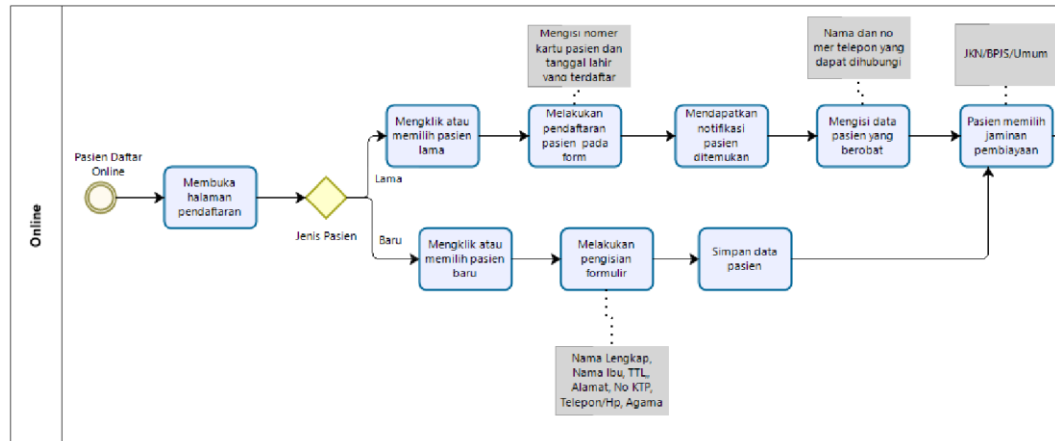 Online
Pasien Daftar
Online
Membuka
halaman
pendaftaran
Jenis Pasien
Lama
Mengklik atau
memilih pasien
lama
Mengisi nomer
kartu pasien dan
tanggal lahir
yang terdaftar
Melakukan
pendaftaran
pasien pada
form
Mendapatkan
notifikasi
pasien
ditemukan
Nama dan no
mer telepon yang
dapat dihubungi
Mengisi data
pasien yang
berobat
JKN/BPJS/Umum
Pasien memilih
jaminan
pembiayaan
Baru
Mengklik atau
memilih pasien
baru
Melakukan
pengisian
formulir
Nama Lengkap,
Nama Ibu, TTL,
Alamat, No KTP,
Telepon/Hp, Agama
Simpan data
pasien